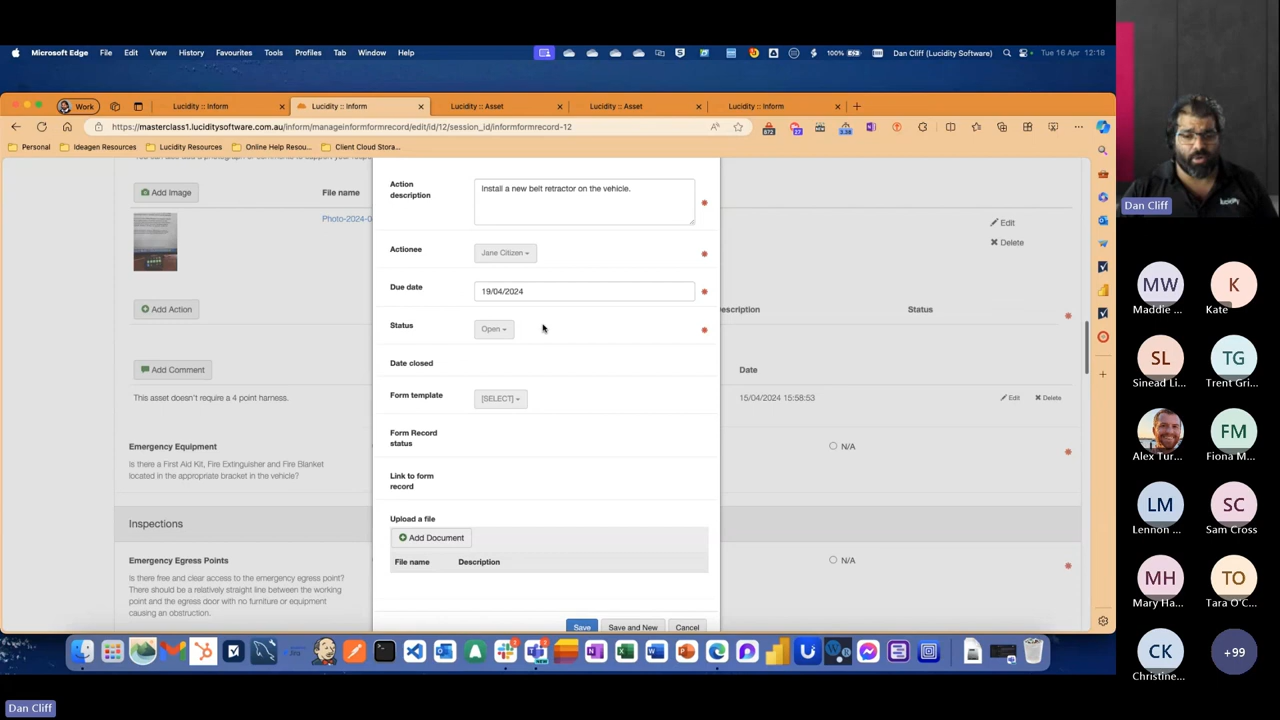 Microsoft Edge File Edit View History Favourites Tools Profiles Tab Window Help
100% Dan Cliff (Lucidity Software) Tue 16 Apr 12:18
Work Lucidity :: Inform Lucidity :: Inform Lucidity :: Asset Lucidity :: Asset Lucidity :: Inform
https://masterclass1.luciditysoftware.com.au/inform/manageinformformrecord/edit/id/12/session_id/informformrecord-12
Personal Ideagen Resources Lucidity Resources Online Help Resou... Client Cloud Stora...
Add Image File name
Photo-2024-0
Edit
Delete
Add Action
Status
Add Comment Date
This asset doesn't require a 4 point harness. 15/04/2024 15:58:53 Edit Delete
Emergency Equipment N/A
Is there a First Aid Kit, Fire Extinguisher and Fire Blanket
located in the appropriate bracket in the vehicle?
Inspections
Emergency Egress Points N/A
Is there free and clear access to the emergency egress point?
There should be a relatively straight line between the working
point and the egress door with no furniture or equipment
causing an obstruction.
Action
description
Install a new belt retractor on the vehicle.
Actionee Jane Citizen
Due date 19/04/2024
Status Open
Date closed
Form template [SELECT]
Form Record
status
Link to form
record
Upload a file
Add Document
File name Description
Save Save and New Cancel
Dan Cliff
MW K
Maddie ... Kate
SL TG
Sinead Li... Trent Gri...
FM
Alex Tur... Fiona M...
LM SC
Lennon ... Sam Cross
MH TO
Mary Ha... Tara O'C...
CK +99
Christine...
Dan Cliff